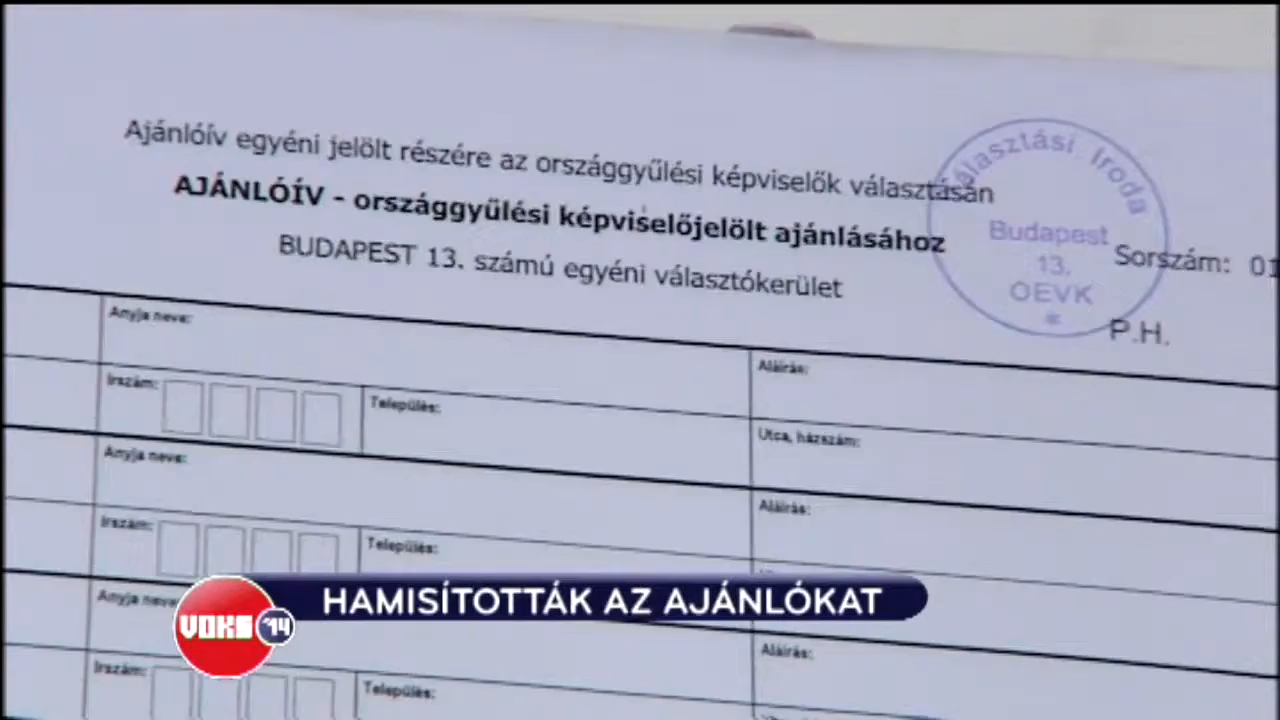 Ajánlóív egyéni jelölt részére az országgyűlési képviselők választásán
AJÁNLÓÍV - országgyűlési képviselőjelölt ajánlásához
BUDAPEST 13. számú egyéni választókerület
Választási Iroda
Budapest
13.
OEVK
*
Sorszám: 01
P.H.
Anyja neve:
Aláírás:
Irszám:
Település:
Utca, házszám:
Anyja neve:
Aláírás:
Irszám:
Település:
Anyja neve:
Aláírás:
Irszám:
Település:
VOKS '14
HAMISÍTOTTÁK AZ AJÁNLÓKAT